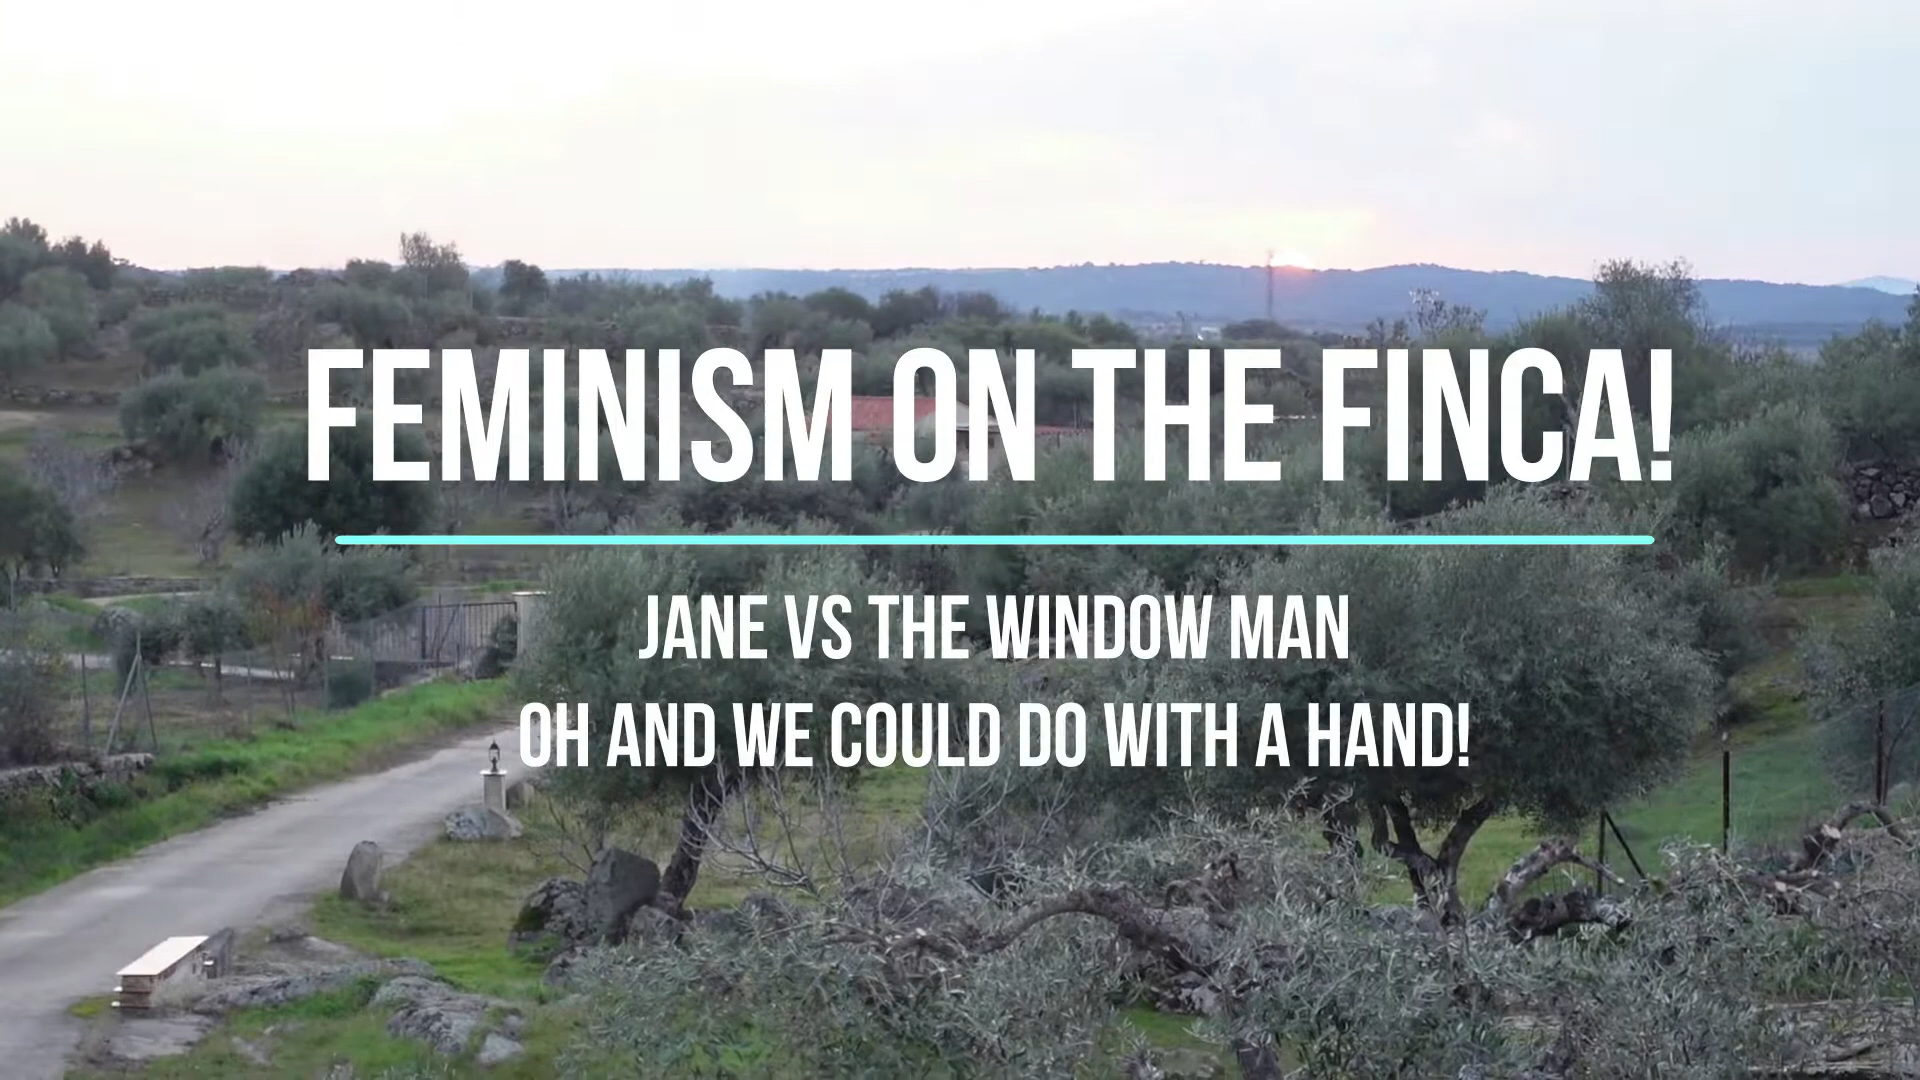 FEMINISM ON THE FINCA!
JANE VS THE WINDOW MAN
OH AND WE COULD DO WITH A HAND!